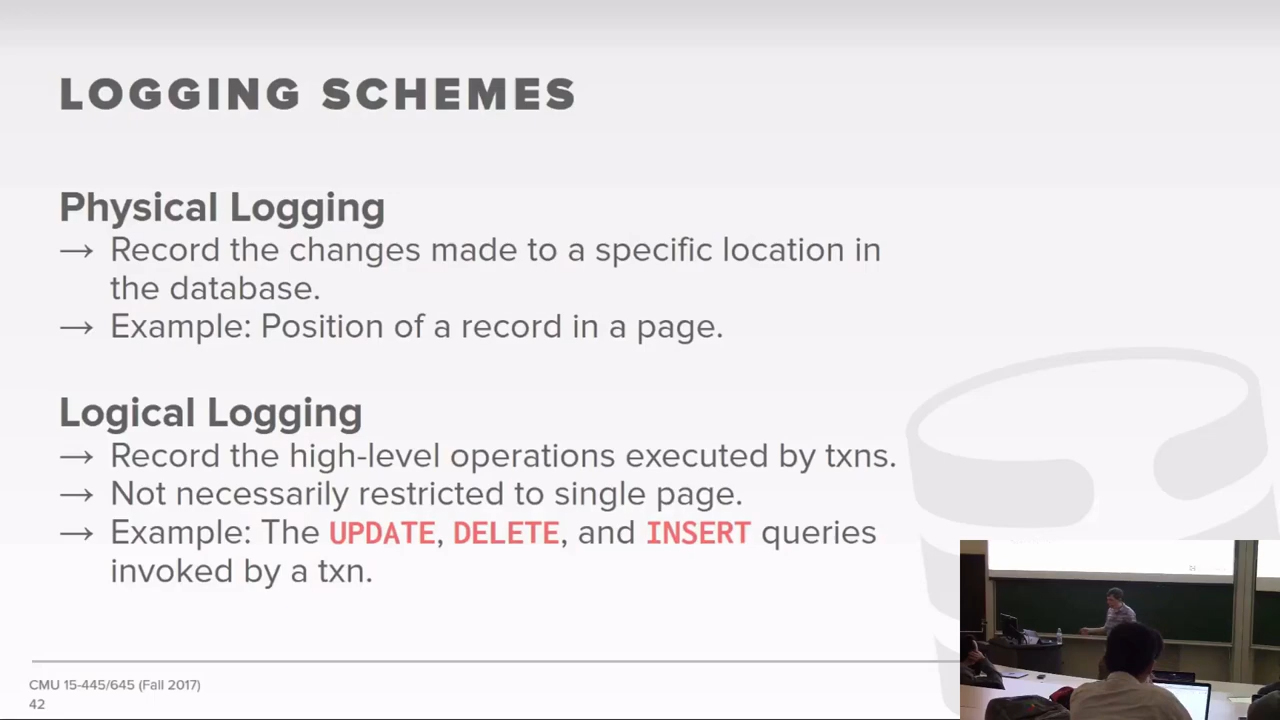 LOGGING SCHEMES
Physical Logging
→ Record the changes made to a specific location in
the database.
→ Example: Position of a record in a page.
Logical Logging
→ Record the high-level operations executed by txns.
→ Not necessarily restricted to single page.
→ Example: The UPDATE, DELETE, and INSERT queries
invoked by a txn.
CMU 15-445/645 (Fall 2017)
42